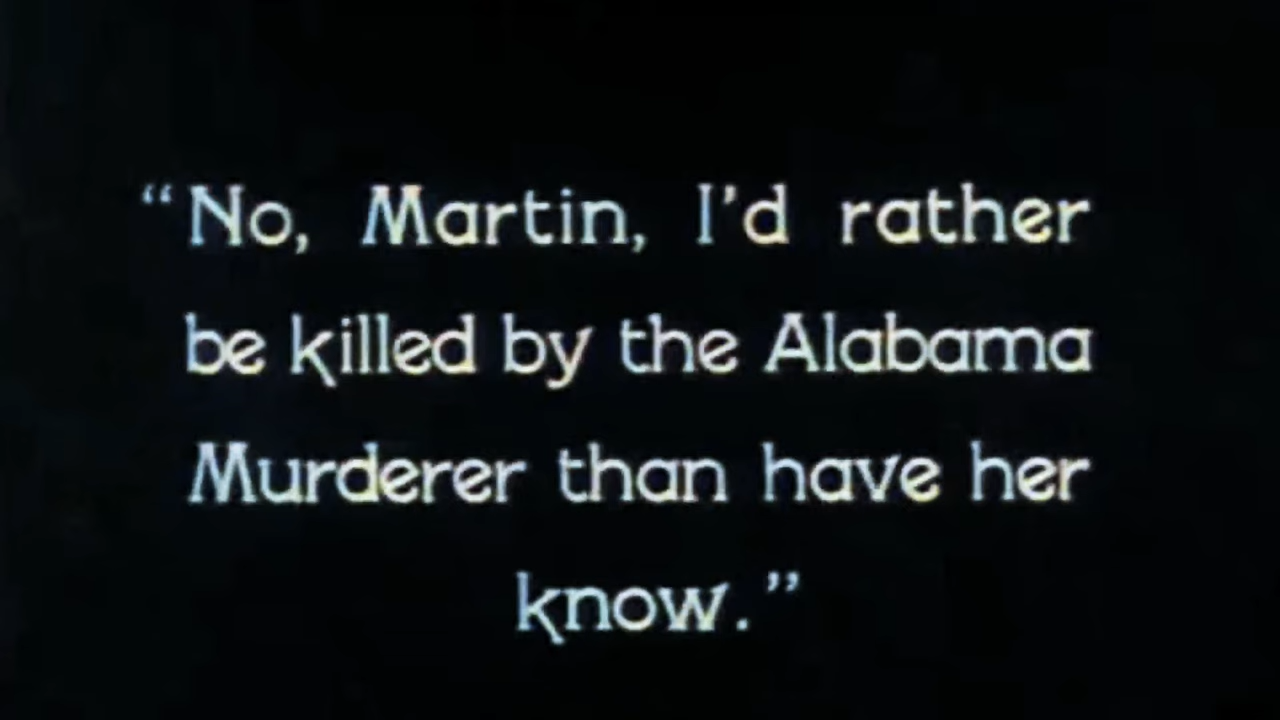 “No, Martin, I’d rather
be killed by the Alabama
Murderer than have her
know.”